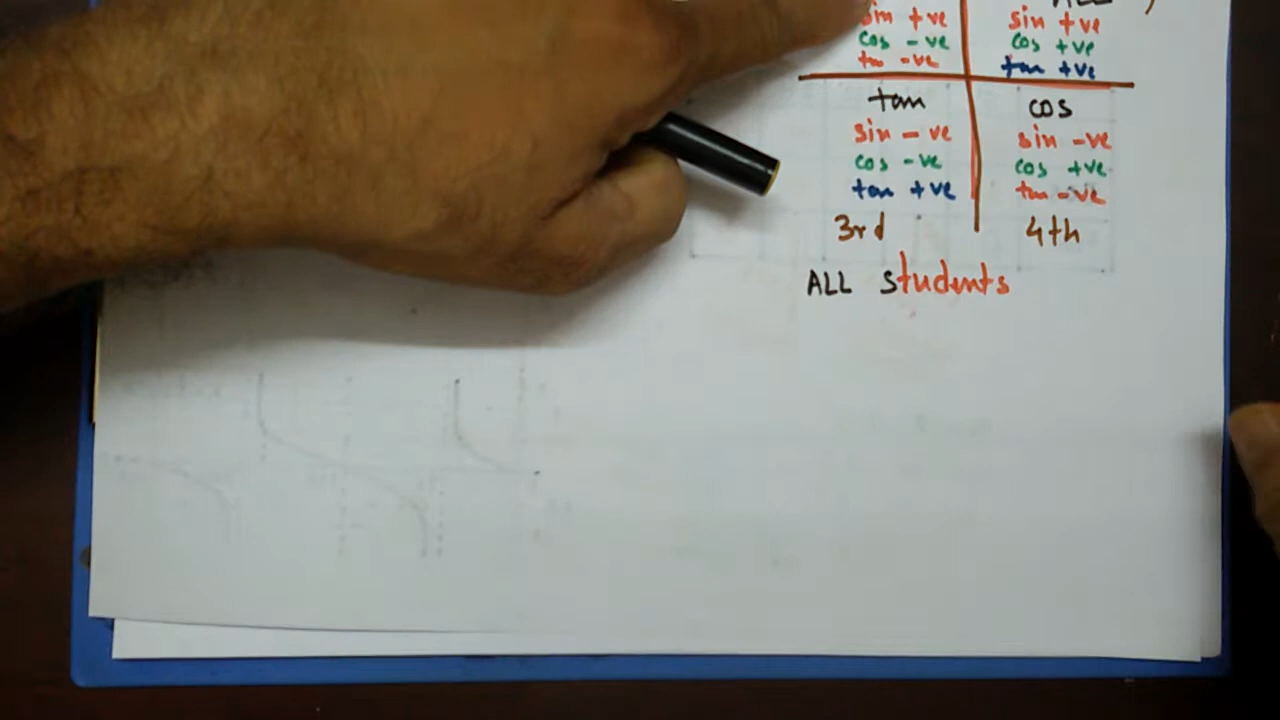 ALL
sin +ve sin +ve
cos -ve cos +ve
tan -ve tan +ve
tan cos
sin - ve sin -ve
cos -ve cos +ve
tan +ve tan -ve
3rd 4th
ALL students